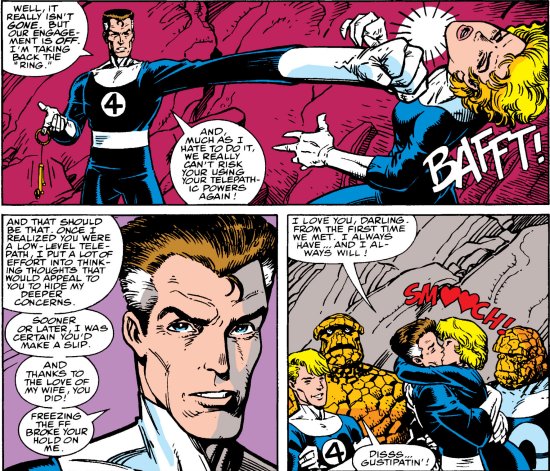 WELL, IT
REALLY ISN'T
GONE. BUT
OUR ENGAGE-
MENT IS OFF.
I'M TAKING
BACK THE
"RING."
4
AND,
MUCH AS I
HATE TO DO IT,
WE REALLY
CAN'T RISK
YOUR USING
YOUR TELEPATH-
IC POWERS
AGAIN!
BAFFT!
AND THAT SHOULD
BE THAT. ONCE I
REALIZED YOU WERE
A LOW-LEVEL TELE-
PATH, I PUT A LOT OF
EFFORT INTO THINK-
ING THOUGHTS THAT
WOULD APPEAL TO
YOU TO HIDE MY
DEEPER
CONCERNS.
SOONER
OR LATER, I WAS
CERTAIN YOU'D
MAKE A SLIP.
AND
THANKS TO
THE LOVE OF
MY WIFE, YOU
DID!
FREEZING
THE FF
BROKE YOUR
HOLD ON
ME.
I LOVE YOU, DARLING.
FROM THE FIRST TIME
WE MET. I ALWAYS
HAVE... AND I AL-
WAYS WILL!
SM♥♥CH!
4
DISSS...
GUSTIPATIN'!